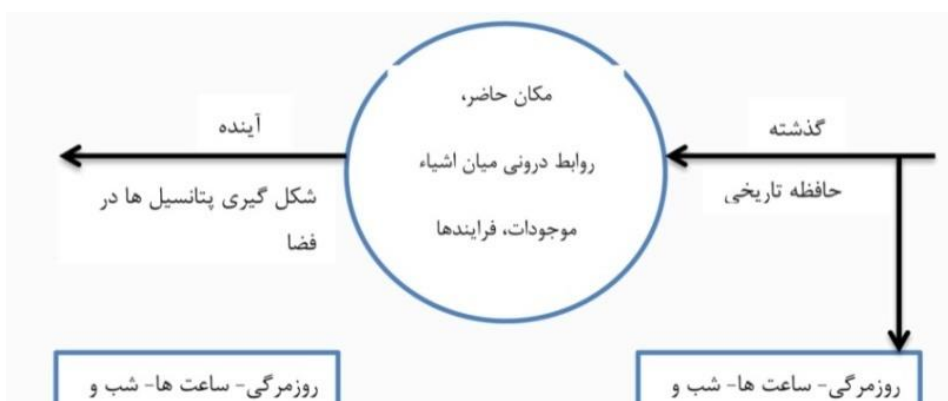 گذشته
حافظه تاریخی
مکان حاضر،
روابط درونی میان اشیاء
موجودات، فرایندها
آینده
شکل گیری پتانسیل ها در
فضا
روزمرگی- ساعت ها- شب و
روزمرگی- ساعت ها- شب و